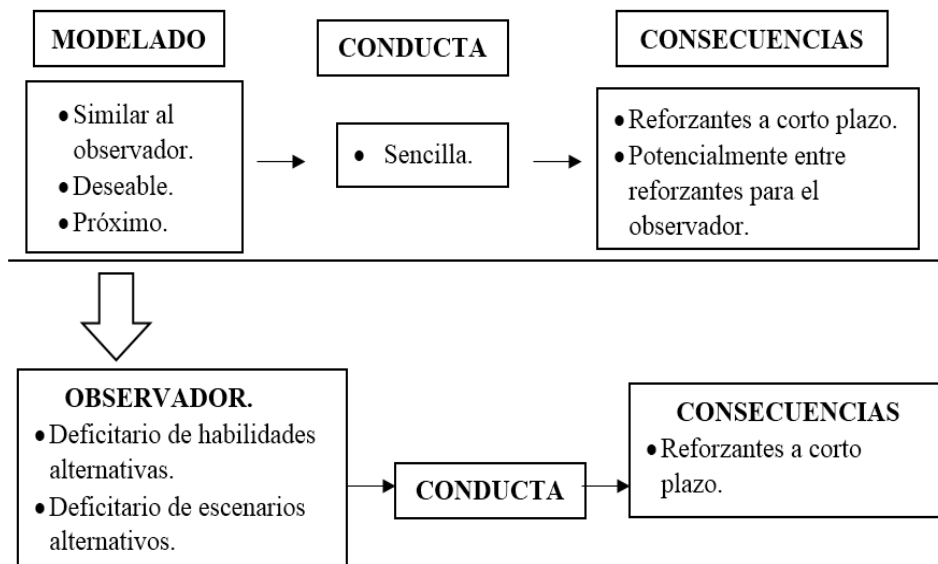 MODELADO
• Similar al
observador.
• Deseable.
• Próximo.
CONDUCTA
• Sencilla.
CONSECUENCIAS
• Reforzantes a corto plazo.
• Potencialmente entre
reforzantes para el
observador.
OBSERVADOR.
• Deficitario de habilidades
alternativas.
• Deficitario de escenarios
alternativos.
CONDUCTA
CONSECUENCIAS
• Reforzantes a corto
plazo.